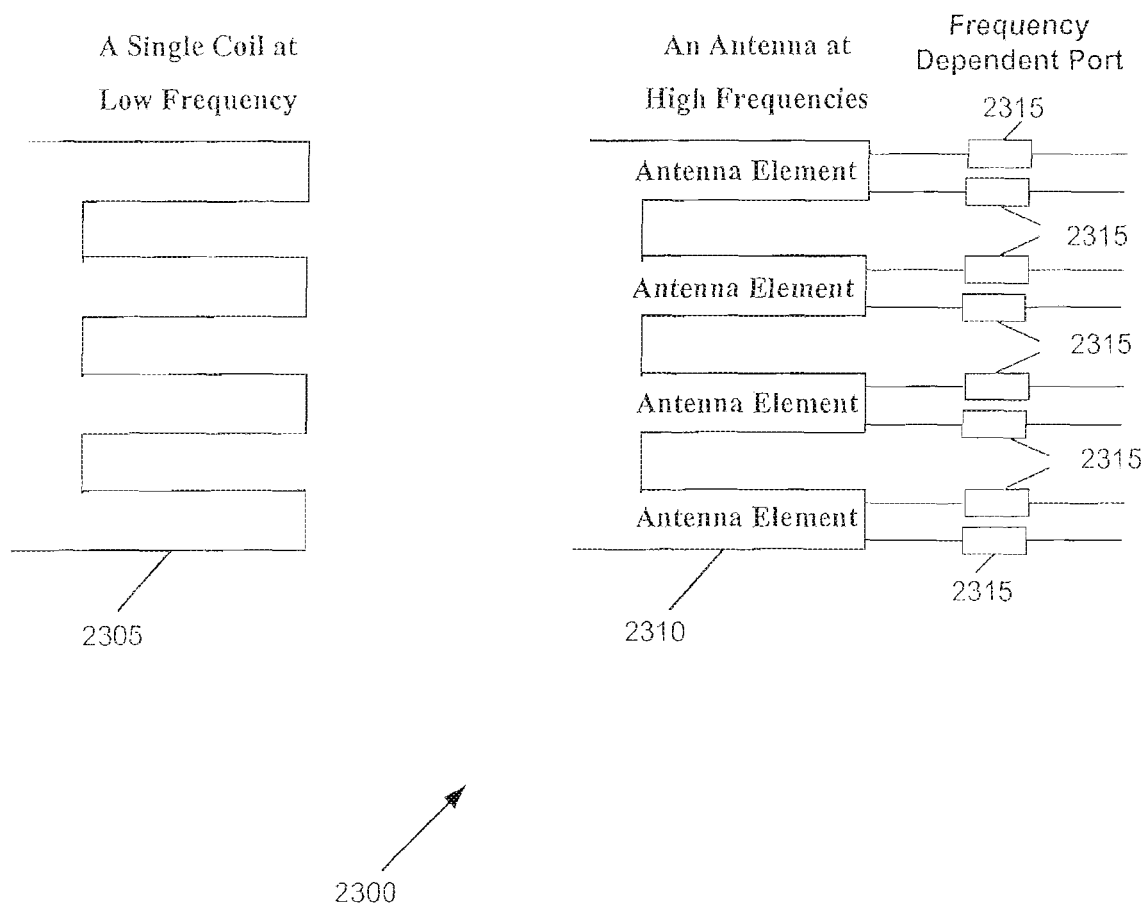 A Single Coil at
Low Frequency
An Antenna at
High Frequencies
Frequency
Dependent Port
2315
Antenna Element
2315
Antenna Element
2315
Antenna Element
2315
Antenna Element
2315
2305
2310
2300